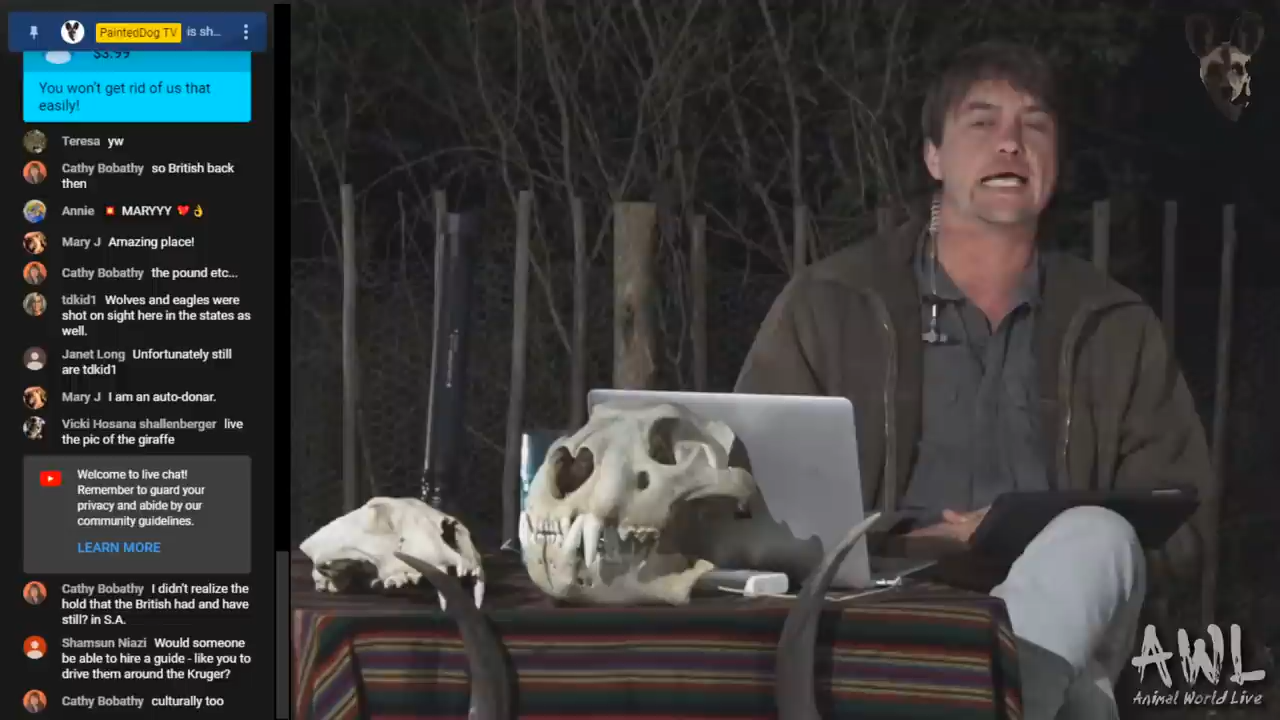 PaintedDog TV is sh...
$3.99
You won't get rid of us that
easily!
Teresa yw
Cathy Bobathy so British back
then
Annie MARYYY
Mary J Amazing place!
Cathy Bobathy the pound etc...
tdkid1 Wolves and eagles were
shot on sight here in the states as
well.
Janet Long Unfortunately still
are tdkid1
Mary J I am an auto-donar.
Vicki Hosana shallenberger live
the pic of the giraffe
Welcome to live chat!
Remember to guard your
privacy and abide by our
community guidelines.
LEARN MORE
Cathy Bobathy I didn't realize the
hold that the British had and have
still? in S.A.
Shamsun Niazi Would someone
be able to hire a guide - like you to
drive them around the Kruger?
Cathy Bobathy culturally too
AWL
Animal World Live